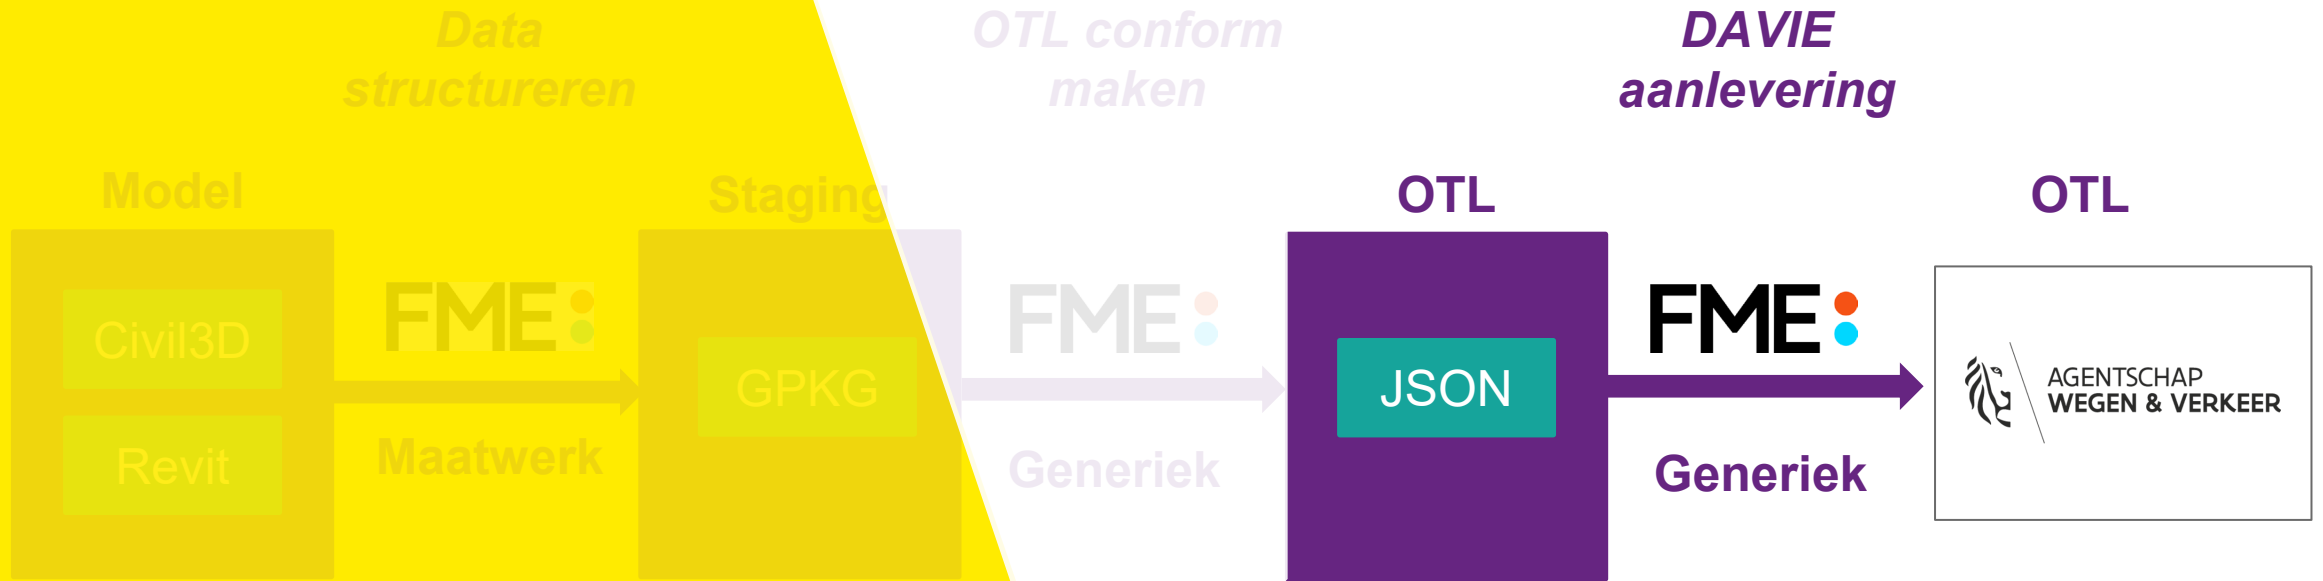 Data
structureren
OTL conform
maken
DAVIE
aanlevering
Model
Staging
OTL
OTL
Civil3D
Revit
FME
Maatwerk
GPKG
FME
Generiek
JSON
FME
Generiek
AGENTSCHAP
WEGEN & VERKEER